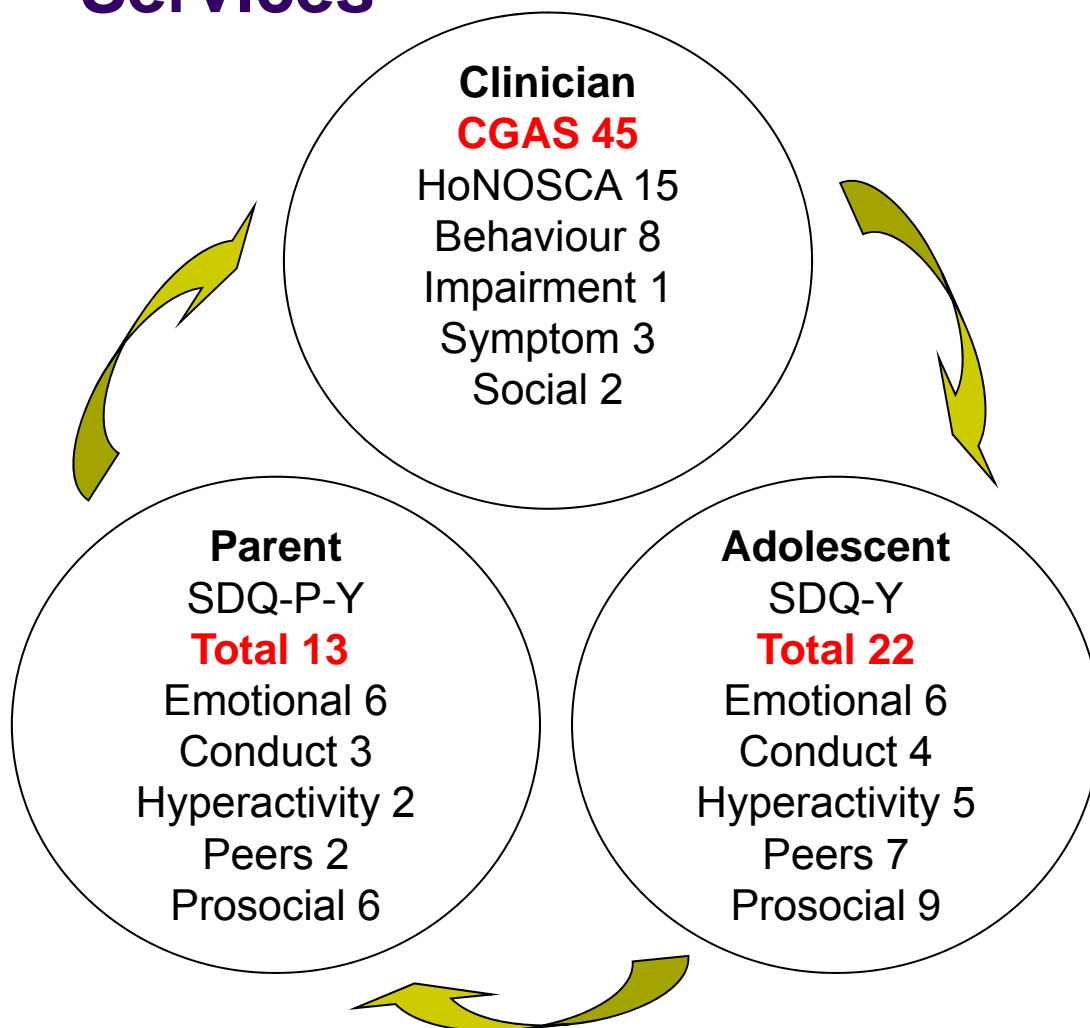 Services
Clinician
CGAS 45
HoNOSCA 15
Behaviour 8
Impairment 1
Symptom 3
Social 2
Parent
SDQ-P-Y
Total 13
Emotional 6
Conduct 3
Hyperactivity 2
Peers 2
Prosocial 6
Adolescent
SDQ-Y
Total 22
Emotional 6
Conduct 4
Hyperactivity 5
Peers 7
Prosocial 9